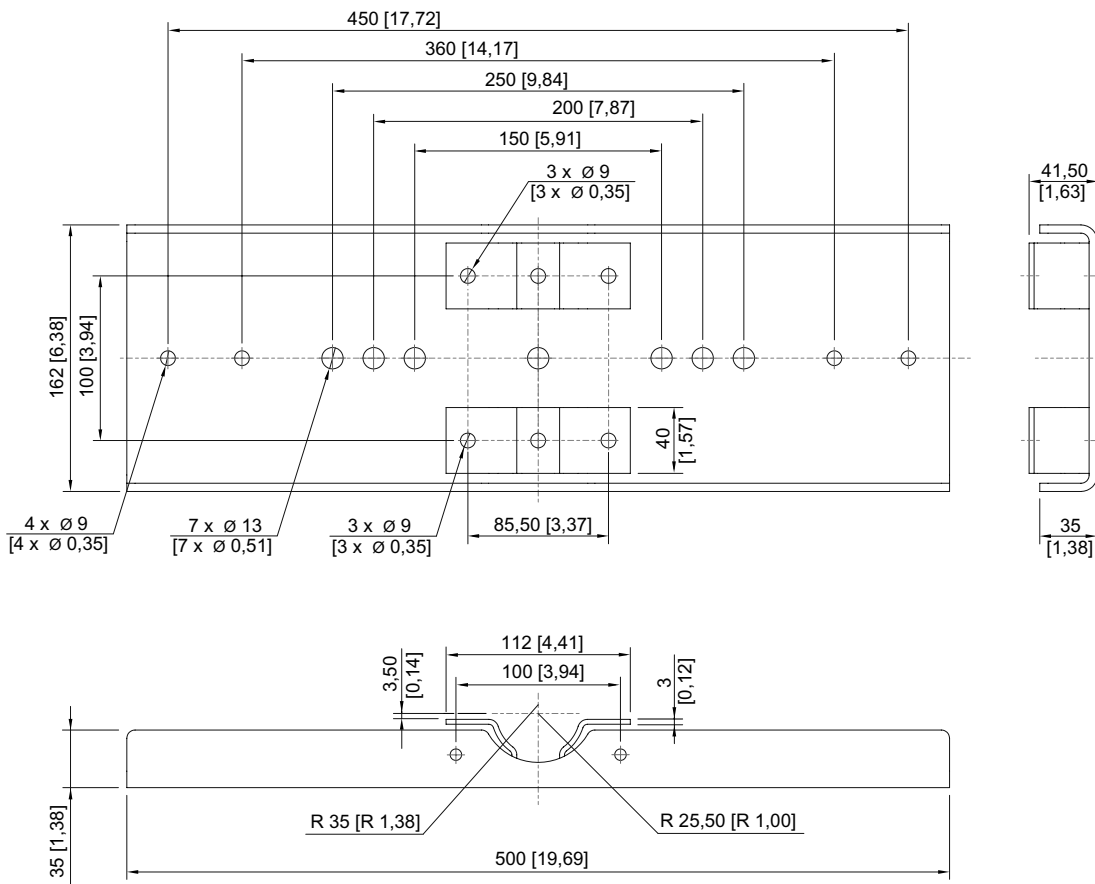 450 [17,72]
360 [14,17]
250 [9,84]
200 [7,87]
150 [5,91]
3 x Ø 9
[3 x Ø 0,35]
41,50
[1,63]
162 [6,38]
100 [3,94]
40
[1,57]
4 x Ø 9
[4 x Ø 0,35]
7 x Ø 13
[7 x Ø 0,51]
3 x Ø 9
[3 x Ø 0,35]
85,50 [3,37]
35
[1,38]
112 [4,41]
100 [3,94]
3,50
[0,14]
3
[0,12]
35 [1,38]
R 35 [R 1,38]
R 25,50 [R 1,00]
500 [19,69]